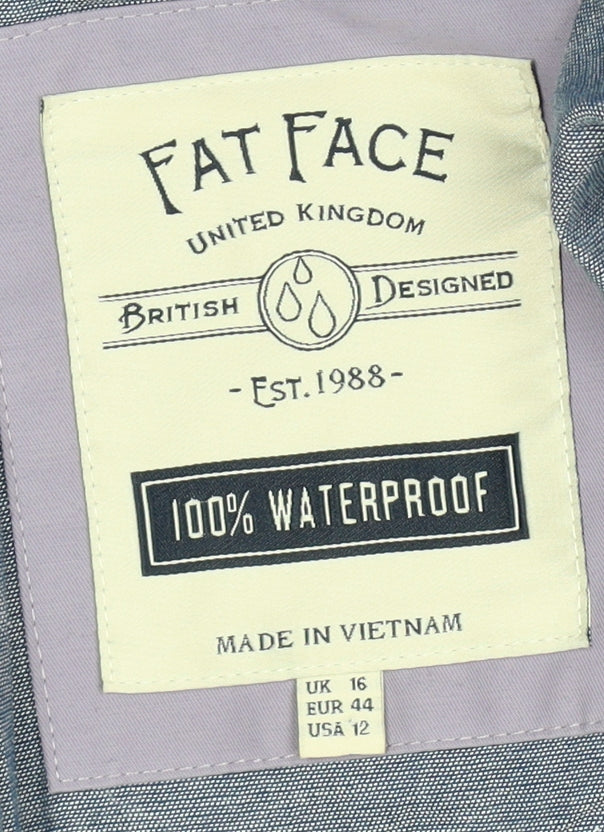 FAT FACE
UNITED KINGDOM
BRITISH DESIGNED
- EST. 1988 -
100% WATERPROOF
MADE IN VIETNAM
UK 16
EUR 44
USA 12